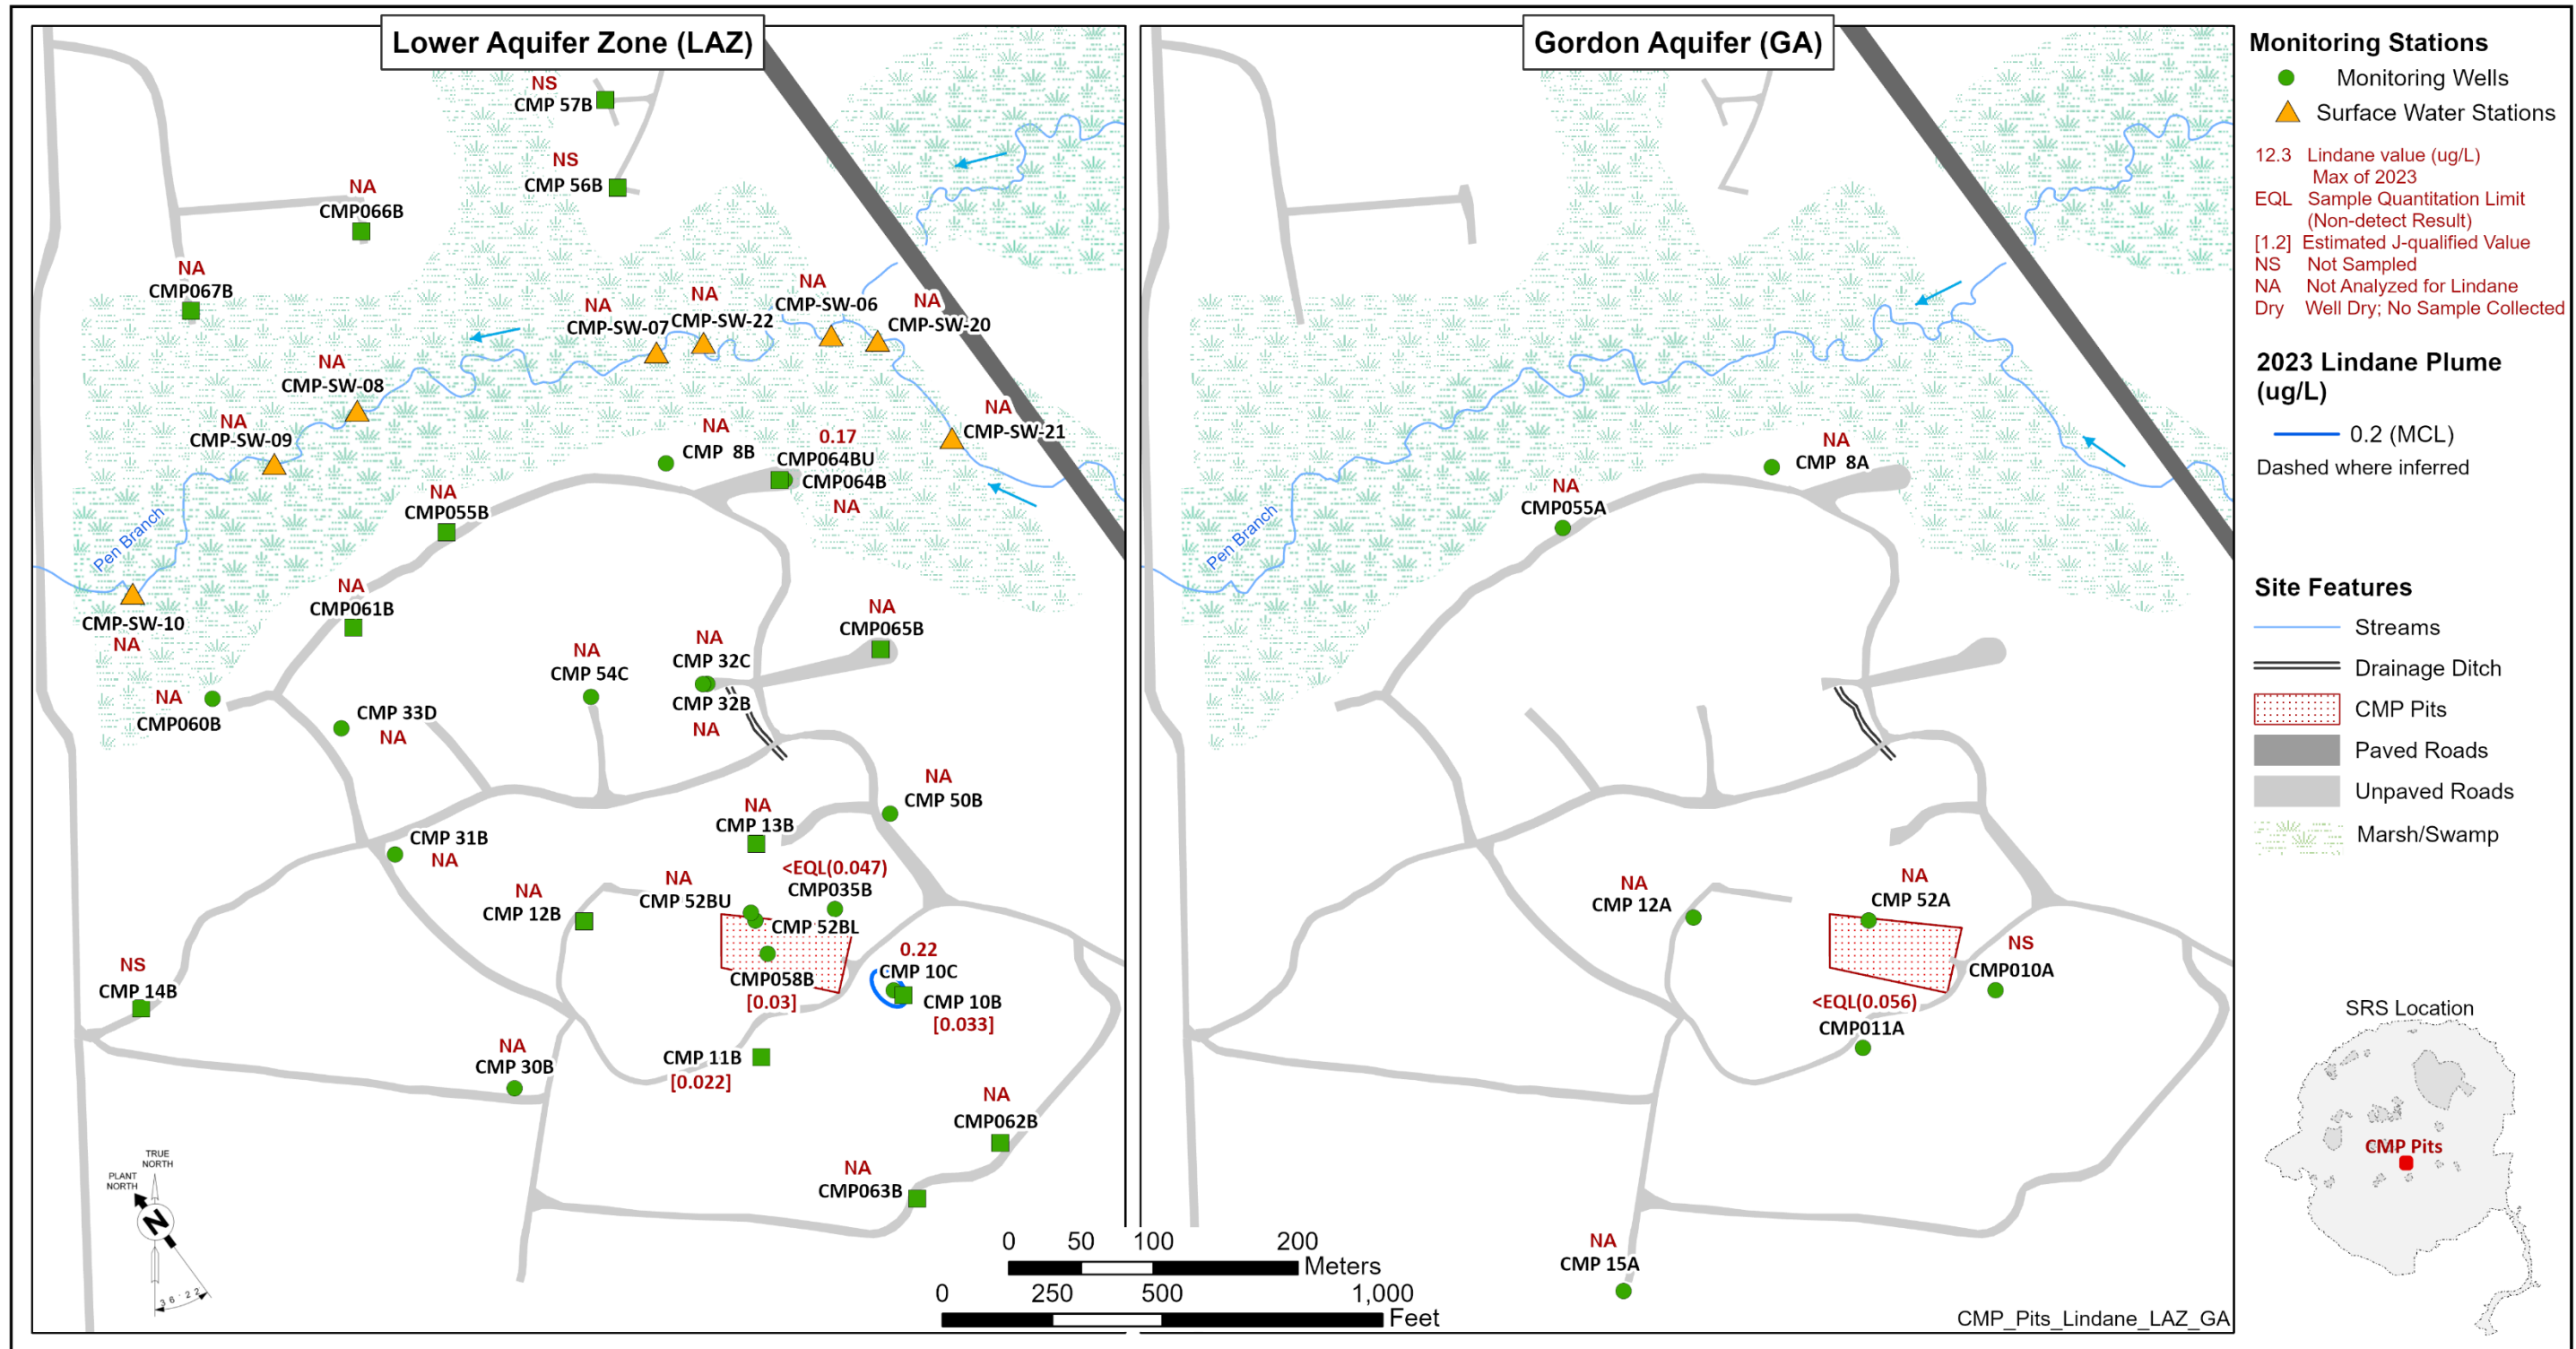 Lower Aquifer Zone (LAZ)
NS
CMP 57B
NS
CMP 56B
NA
CMP066B
NA
CMP067B
NA
CMP-SW-07
NA
CMP-SW-22
NA
CMP-SW-06
NA
CMP-SW-20
NA
CMP-SW-08
NA
CMP-SW-09
NA
CMP-SW-21
NA
CMP 8B
0.17
CMP064BU
CMP064B
NA
NA
CMP055B
Pen Branch
CMP-SW-10
NA
NA
CMP061B
NA
CMP065B
NA
CMP 54C
NA
CMP 32C
CMP 32B
NA
NA
CMP060B
CMP 33D
NA
NA
CMP 50B
NA
CMP 13B
CMP 31B
NA
<EQL(0.047)
CMP035B
NA
CMP 52BU
CMP 52BL
NA
CMP 12B
CMP058B
[0.03]
0.22
CMP 10C
CMP 10B
[0.033]
NS
CMP 14B
CMP 11B
[0.022]
NA
CMP 30B
NA
CMP062B
NA
CMP063B
TRUE
NORTH
PLANT
NORTH
N
36·22
0 50 100 200
Meters
0 250 500 1,000
Feet
Gordon Aquifer (GA)
NA
CMP 8A
NA
CMP055A
Pen Branch
NA
CMP 12A
NA
CMP 52A
NS
CMP010A
<EQL(0.056)
CMP011A
NA
CMP 15A
CMP_Pits_Lindane_LAZ_GA
Monitoring Stations
Monitoring Wells
Surface Water Stations
12.3 Lindane value (ug/L)
Max of 2023
EQL Sample Quantitation Limit
(Non-detect Result)
[1.2] Estimated J-qualified Value
NS Not Sampled
NA Not Analyzed for Lindane
Dry Well Dry; No Sample Collected
2023 Lindane Plume
(ug/L)
0.2 (MCL)
Dashed where inferred
Site Features
Streams
Drainage Ditch
CMP Pits
Paved Roads
Unpaved Roads
Marsh/Swamp
SRS Location
CMP Pits